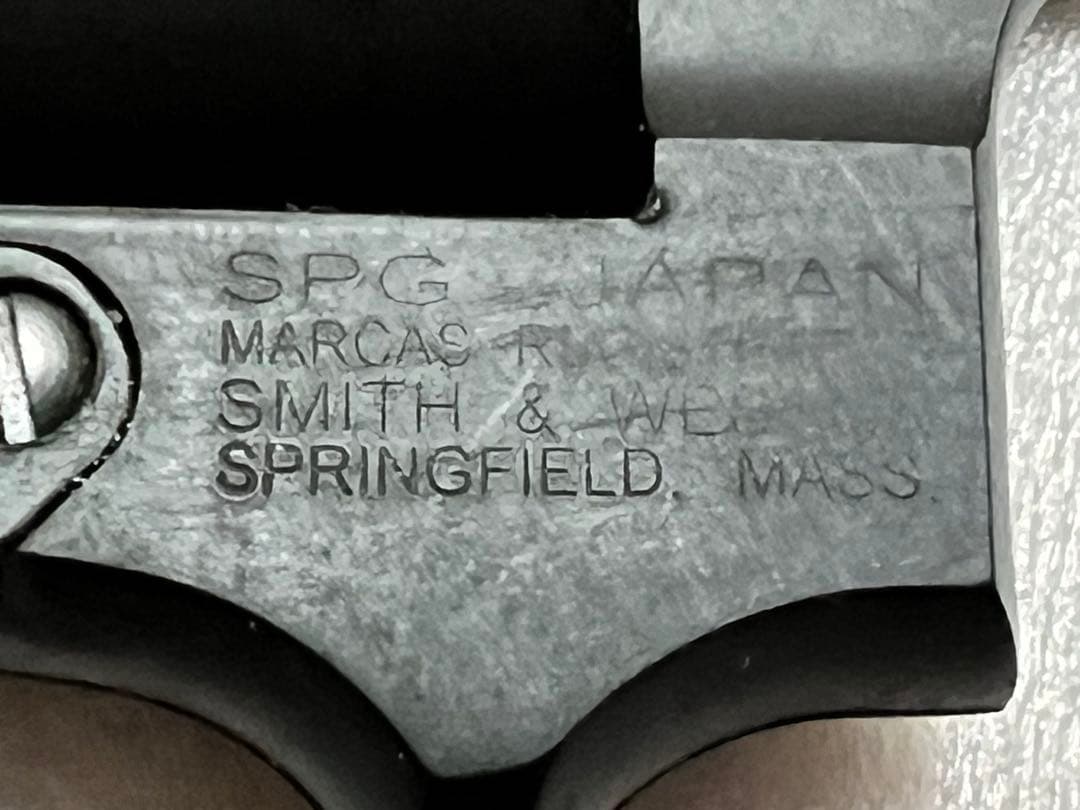 SPG JAPAN
MARCAS
SMITH &
SPRINGFIELD. MASS.